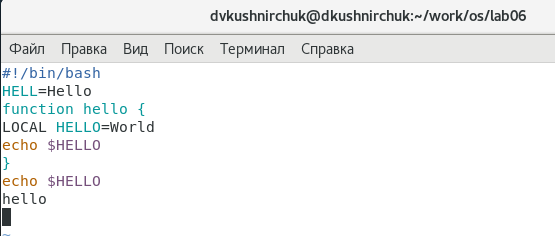 dvkushnirchuk@dkushnirchuk:~/work/os/lab06
Файл Правка Вид Поиск Терминал Справка
#!/bin/bash
HELL=Hello
function hello {
LOCAL HELLO=World
echo $HELLO
}
echo $HELLO
hello
~